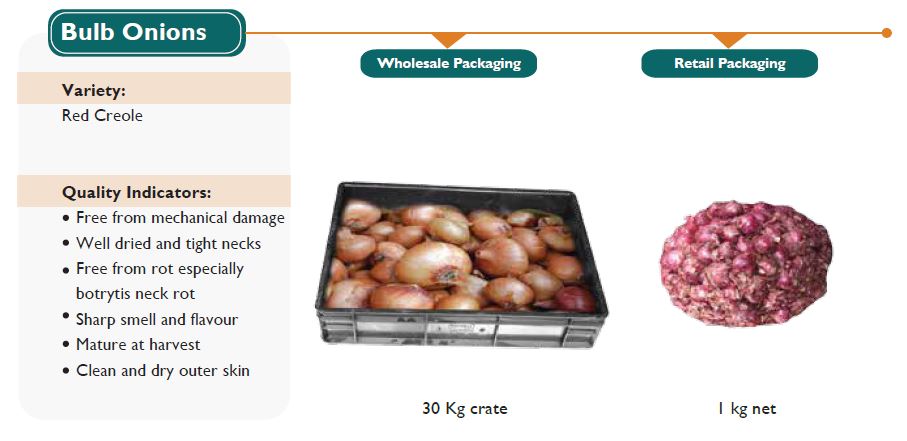 Bulb Onions
Wholesale Packaging
Retail Packaging
Variety:
Red Creole
Quality Indicators:
• Free from mechanical damage
• Well dried and tight necks
• Free from rot especially
botrytis neck rot
• Sharp smell and flavour
• Mature at harvest
• Clean and dry outer skin
30 Kg crate
1 kg net